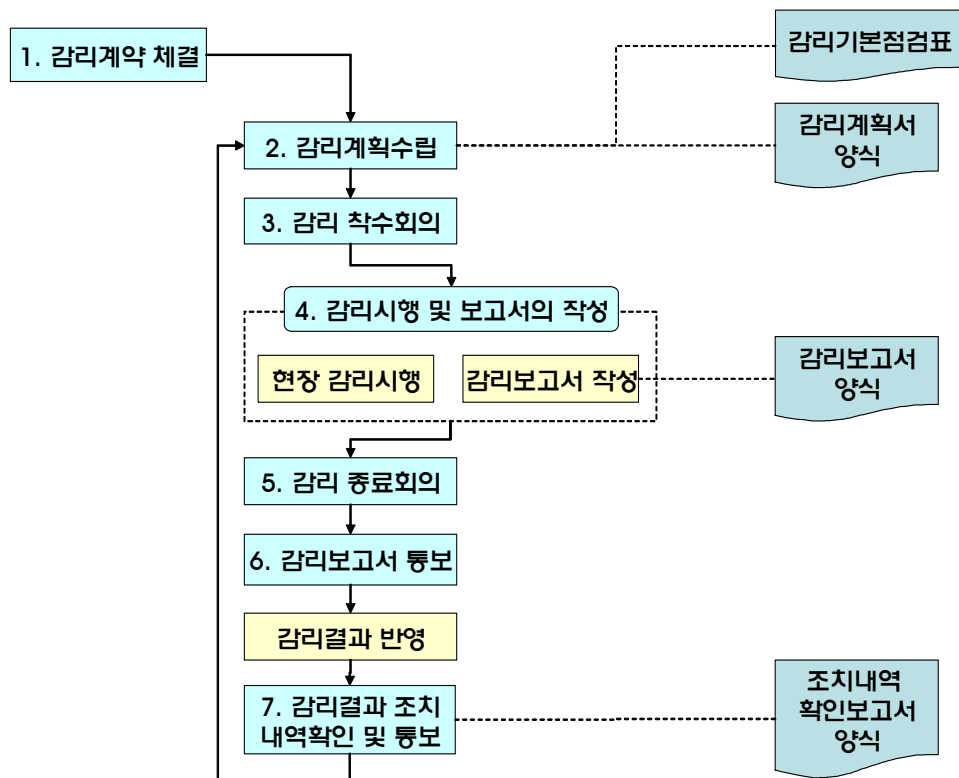 1. 감리계약 체결
감리기본점검표
2. 감리계획수립
감리계획서
양식
3. 감리 착수회의
4. 감리시행 및 보고서의 작성
현장 감리시행
감리보고서 작성
감리보고서
양식
5. 감리 종료회의
6. 감리보고서 통보
감리결과 반영
7. 감리결과 조치
내역확인 및 통보
조치내역
확인보고서
양식